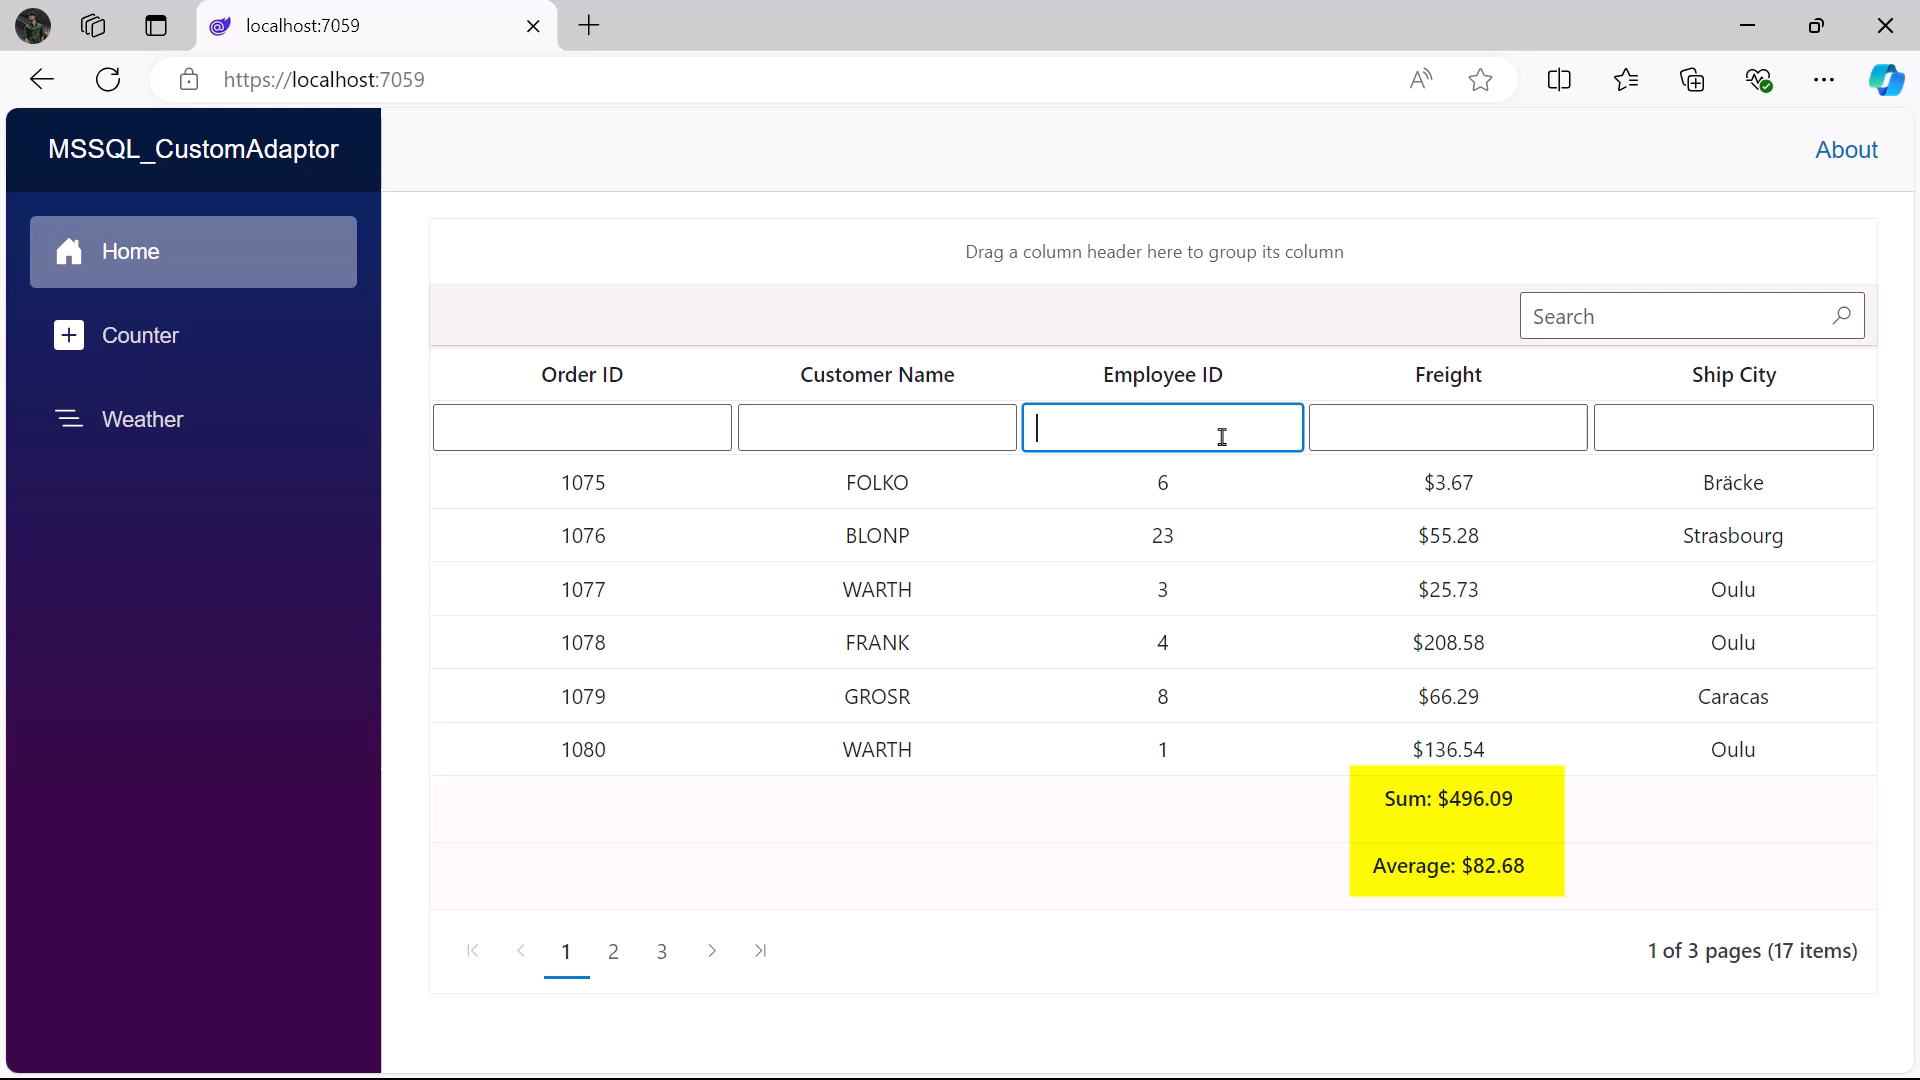 localhost:7059
https://localhost:7059
MSSQL_CustomAdaptor
About
Home
Counter
Weather
Drag a column header here to group its column
Search
Order ID Customer Name Employee ID Freight Ship City
1075 FOLKO 6 $3.67 Bräcke
1076 BLONP 23 $55.28 Strasbourg
1077 WARTH 3 $25.73 Oulu
1078 FRANK 4 $208.58 Oulu
1079 GROSR 8 $66.29 Caracas
1080 WARTH 1 $136.54 Oulu
Sum: $496.09
Average: $82.68
1 2 3 1 of 3 pages (17 items)